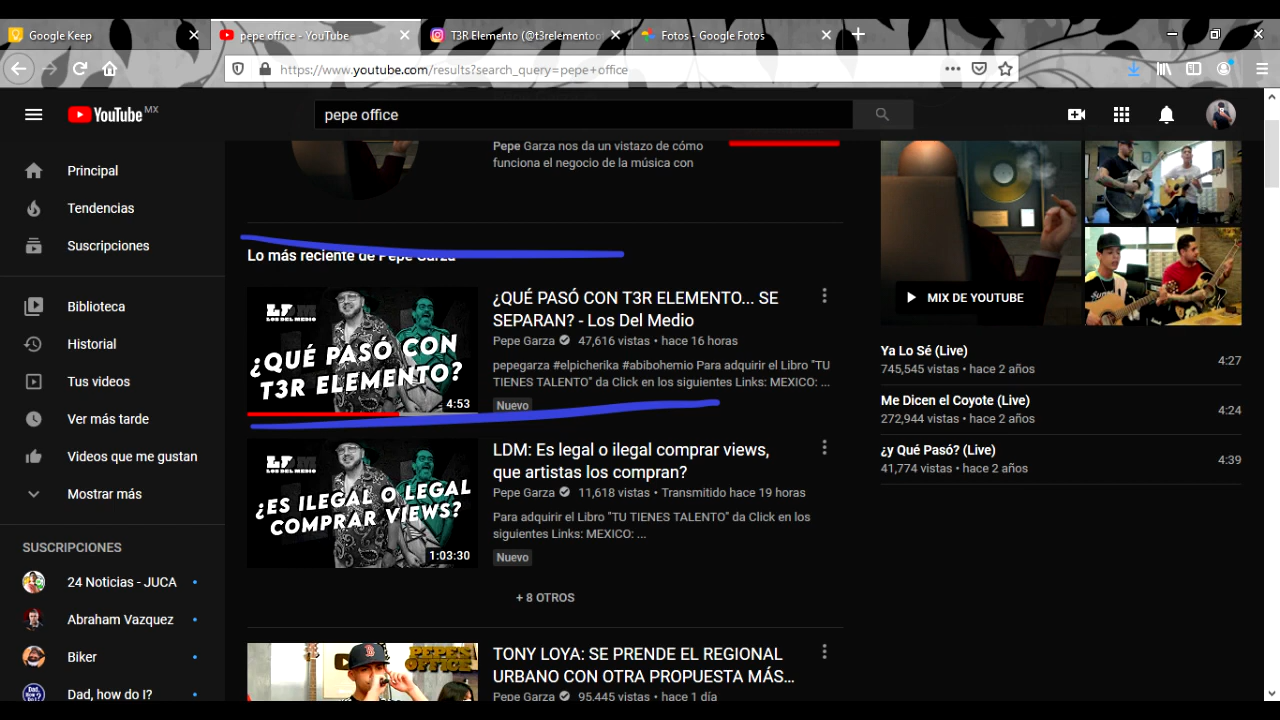 Google Keep
pepe office - YouTube
T3R Elemento (@t3relementoo
Fotos - Google Fotos
https://www.youtube.com/results?search_query=pepe+office
YouTube MX
pepe office
Principal
Tendencias
Suscripciones
Biblioteca
Historial
Tus videos
Ver más tarde
Videos que me gustan
Mostrar más
SUSCRIPCIONES
24 Noticias - JUCA
Abraham Vazquez
Biker
Dad, how do I?
Pepe Garza nos da un vistazo de cómo
funciona el negocio de la música con
Lo más reciente de Pepe Garza
LDM
LOS DEL MEDIO
¿QUÉ PASÓ CON
T3R ELEMENTO?
4:53
¿QUÉ PASÓ CON T3R ELEMENTO... SE
SEPARAN? - Los Del Medio
Pepe Garza 47,616 vistas • hace 16 horas
pepegarza #elpicherika #abibohemio Para adquirir el Libro "TU
TIENES TALENTO" da Click en los siguientes Links: MEXICO: ...
Nuevo
LDM
LOS DEL MEDIO
¿ES ILEGAL O LEGAL
COMPRAR VIEWS?
1:03:30
LDM: Es legal o ilegal comprar views,
que artistas los compran?
Pepe Garza 11,618 vistas • Transmitido hace 19 horas
Para adquirir el Libro "TU TIENES TALENTO" da Click en los
siguientes Links: MEXICO: ...
Nuevo
+ 8 OTROS
PEPE'S
OFFICE
TONY LOYA: SE PRENDE EL REGIONAL
URBANO CON OTRA PROPUESTA MÁS...
Pepe Garza 95,445 vistas • hace 1 día
MIX DE YOUTUBE
Ya Lo Sé (Live)
745,545 vistas • hace 2 años
4:27
Me Dicen el Coyote (Live)
272,944 vistas • hace 2 años
4:24
¿y Qué Pasó? (Live)
41,774 vistas • hace 2 años
4:39